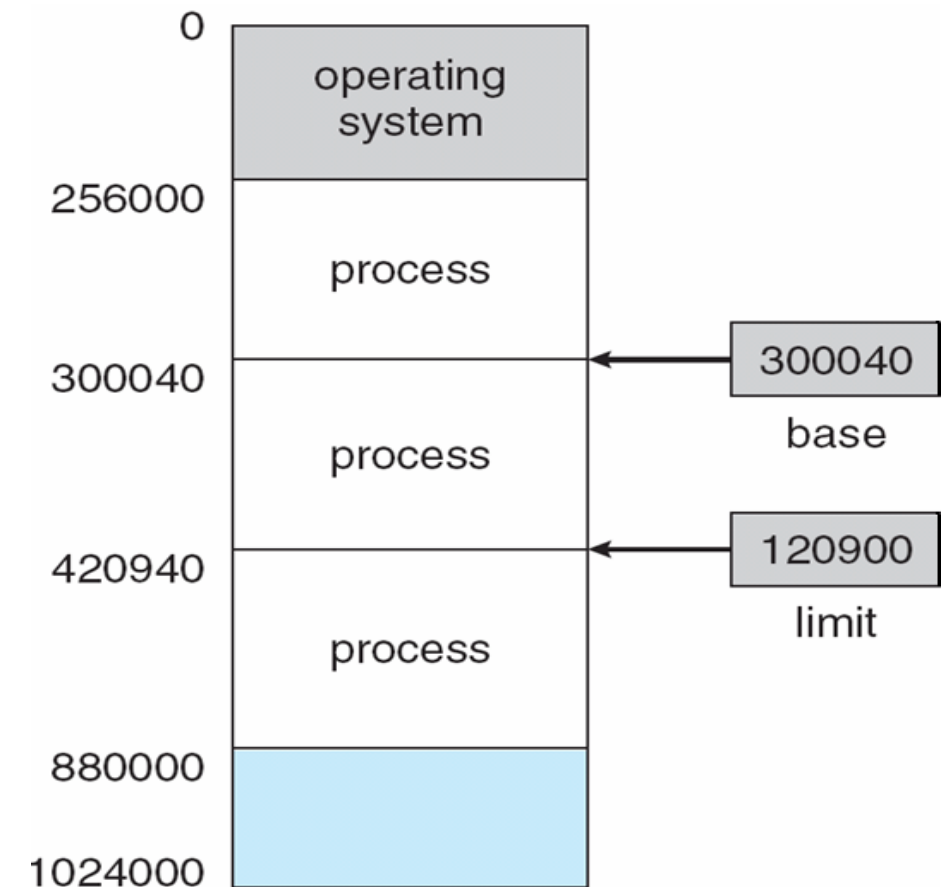 0
operating
system
256000
process
300040
300040
base
process
420940
120900
limit
process
880000
1024000